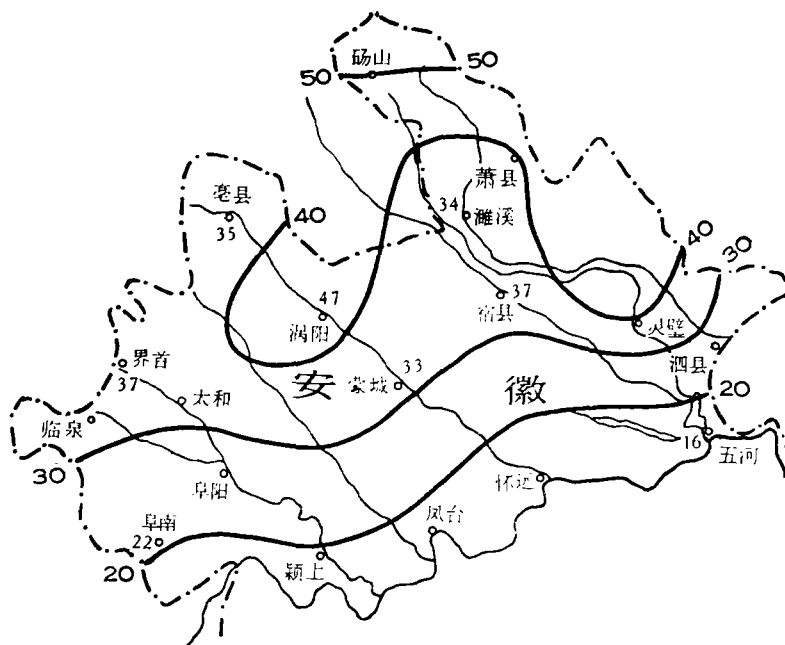 50
砀山
50
萧县
亳县
35
40
34
濉溪
40
30
47
涡阳
37
宿县
灵璧
泗县
界首
37
太和
安
蒙城
33
徽
20
临泉
30
阜阳
16
五河
怀远
阜南
22
凤台
20
颍上